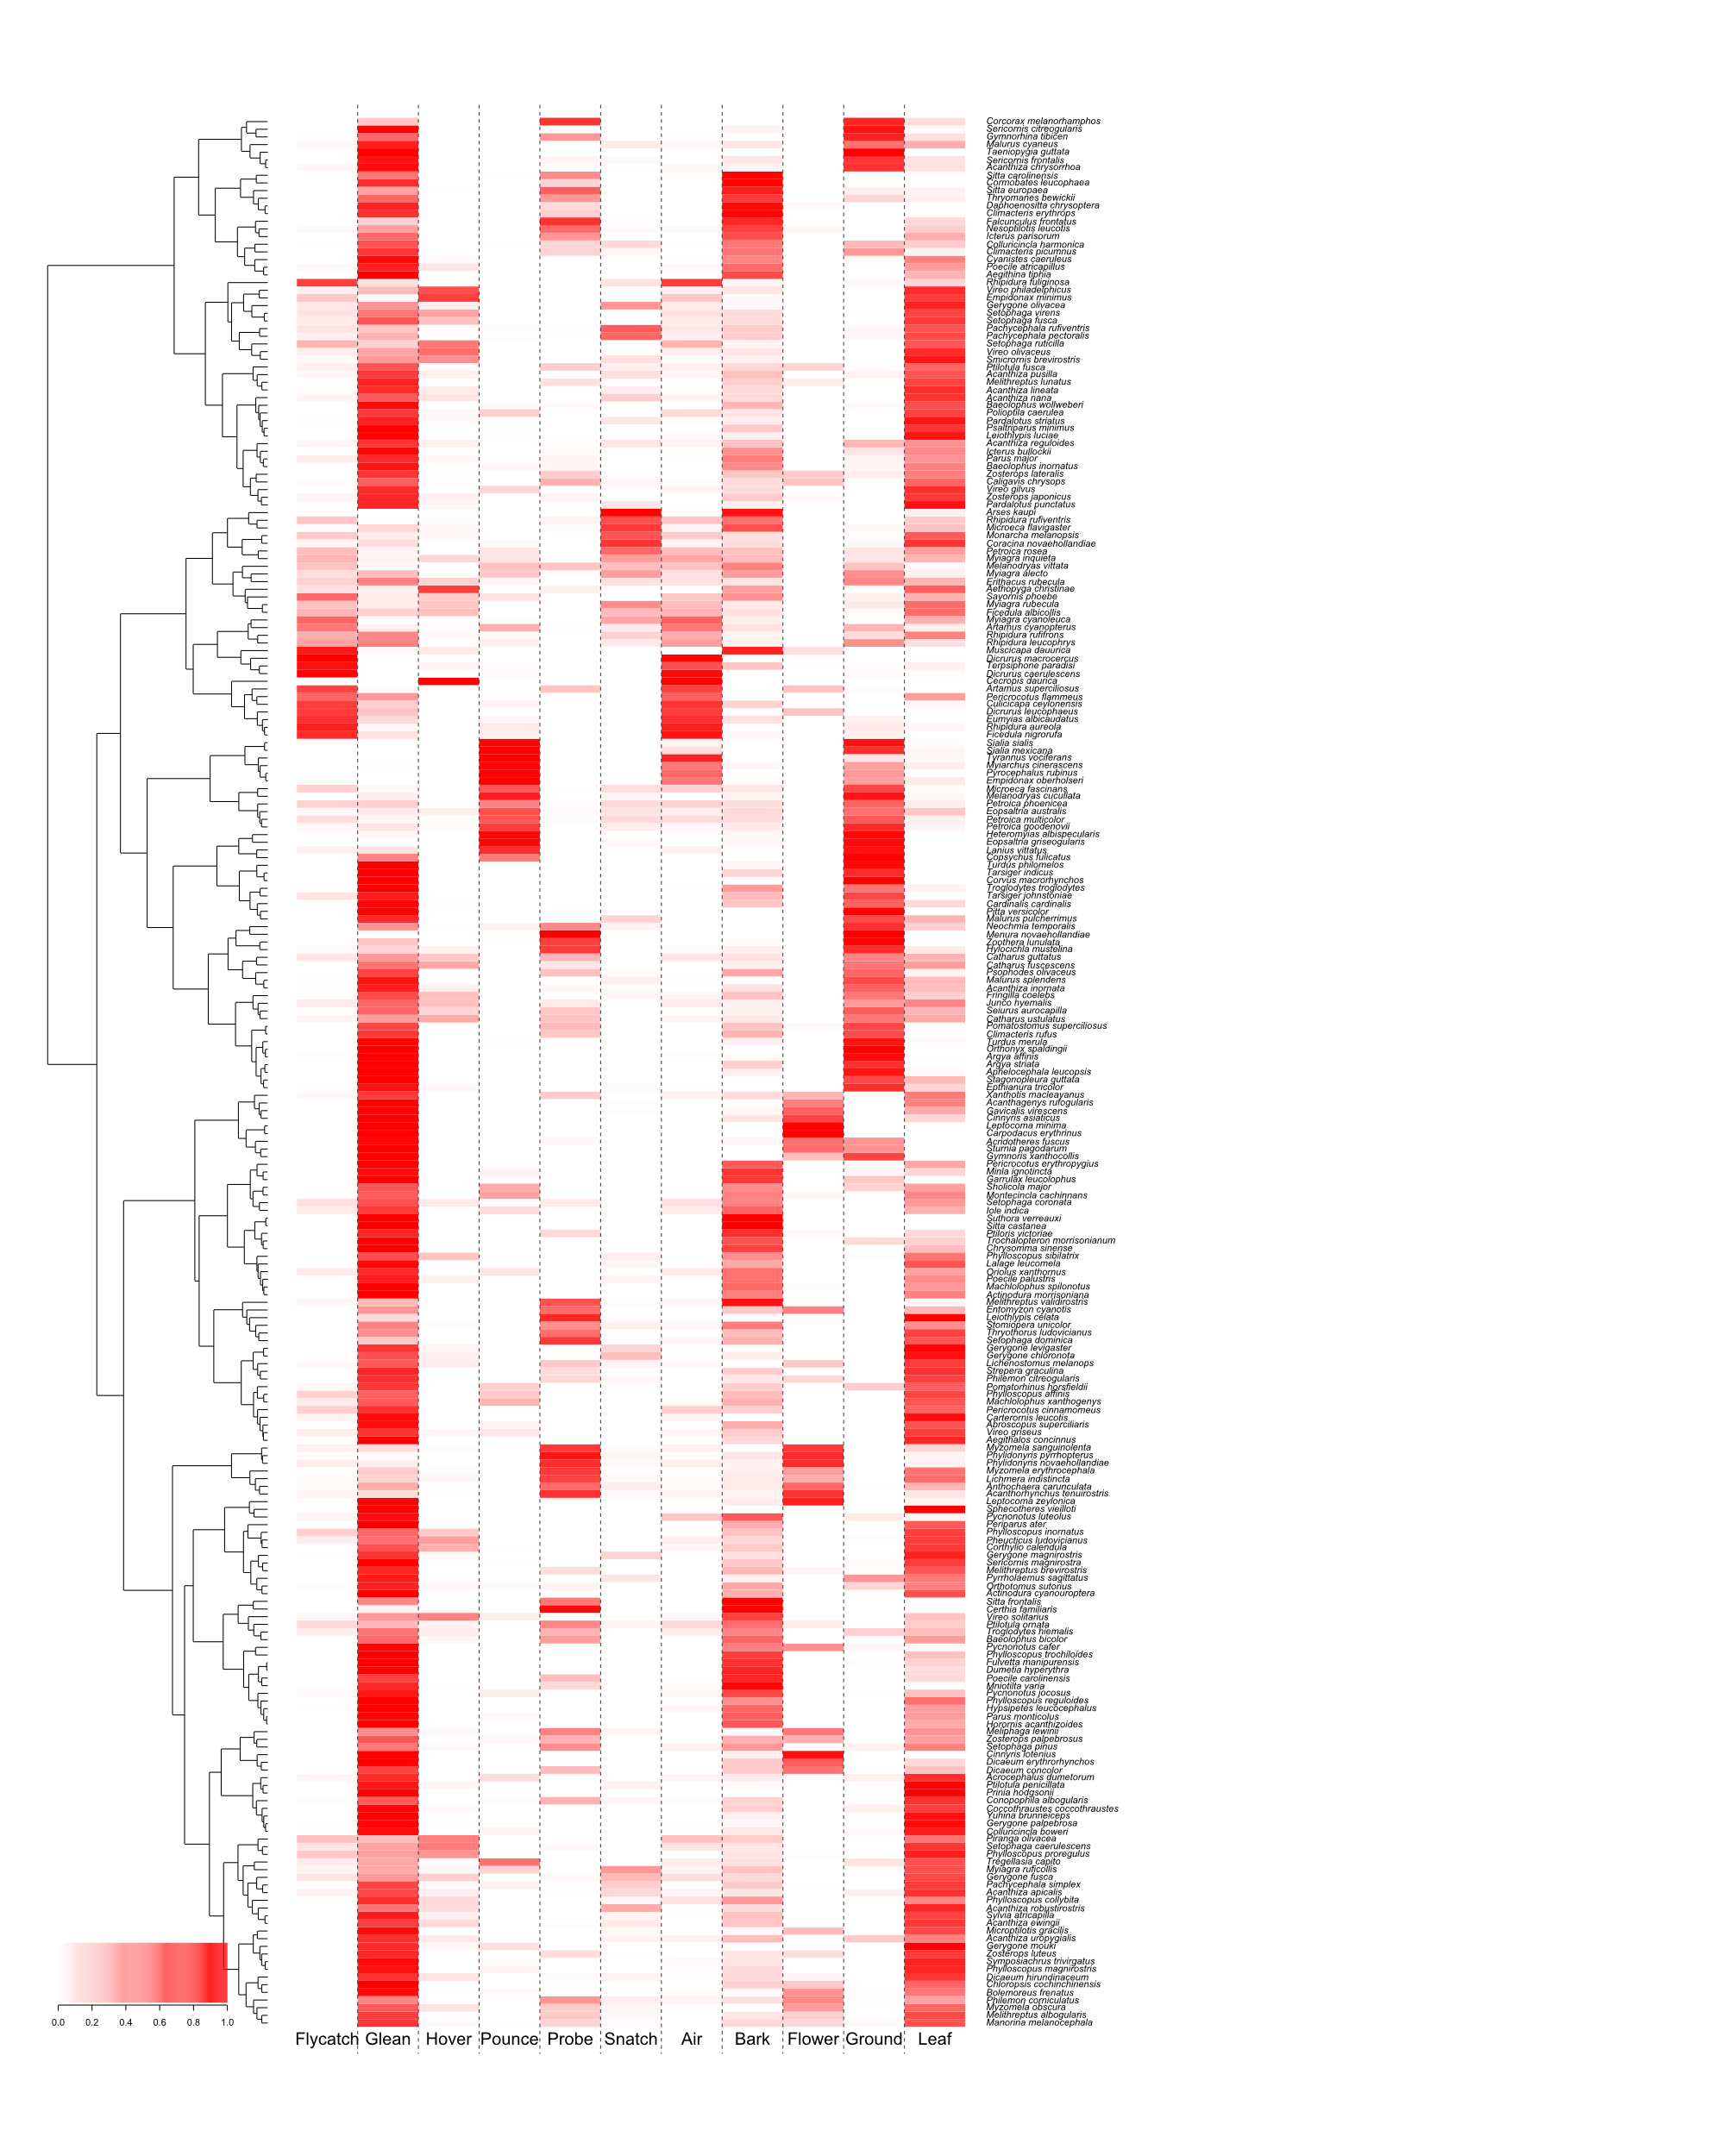 Corcorax melanorhamphos
Sericornis citreogularis
Gymnorhina tibicen
Malurus cyaneus
Taeniopygia guttata
Sericornis frontalis
Acanthiza chrysorrhoa
Sitta carolinensis
Cormobates leucophaea
Sitta europaea
Thryomanes bewickii
Daphoenositta chrysoptera
Climacteris erythrops
Falcunculus frontatus
Nesoptilotis leucotis
Icterus parisorum
Colluricincla harmonica
Climacteris picumnus
Cyanistes caeruleus
Poecile atricapillus
Aegithina tiphia
Rhipidura fuliginosa
Vireo philadelphicus
Empidonax minimus
Gerygone olivacea
Setophaga virens
Setophaga fusca
Pachycephala rufiventris
Pachycephala pectoralis
Setophaga ruticilla
Vireo olivaceus
Smicrornis brevirostris
Ptilotula fusca
Acanthiza pusilla
Melithreptus lunatus
Acanthiza lineata
Acanthiza nana
Baeolophus wollweberi
Polioptila caerulea
Pardalotus striatus
Psaltriparus minimus
Leiothlypis luciae
Acanthiza reguloides
Icterus bullockii
Parus major
Baeolophus inornatus
Zosterops lateralis
Caligavis chrysops
Vireo gilvus
Zosterops japonicus
Pardalotus punctatus
Arses kaupi
Rhipidura rufiventris
Microeca flavigaster
Monarcha melanopsis
Coracina novaehollandiae
Petroica rosea
Myiagra inquieta
Melanodryas vittata
Myiagra alecto
Erithacus rubecula
Aethopyga christinae
Sayornis phoebe
Myiagra rubecula
Ficedula albicollis
Myiagra cyanoleuca
Artamus cyanopterus
Rhipidura rufifrons
Rhipidura leucophrys
Muscicapa dauurica
Dicrurus macrocercus
Terpsiphone paradisi
Dicrurus caerulescens
Cecropis daurica
Artamus superciliosus
Pericrocotus flammeus
Culicicapa ceylonensis
Dicrurus leucophaeus
Eumyias albicaudatus
Rhipidura aureola
Ficedula nigrorufa
Sialia sialis
Sialia mexicana
Tyrannus vociferans
Myiarchus cinerascens
Pyrocephalus rubinus
Empidonax oberholseri
Microeca fascinans
Melanodryas cucullata
Petroica phoenicea
Eopsaltria australis
Petroica multicolor
Petroica goodenovii
Heteromyias albispecularis
Eopsaltria griseogularis
Lanius vittatus
Copsychus fulicatus
Turdus philomelos
Tarsiger indicus
Corvus macrorhynchos
Troglodytes troglodytes
Tarsiger johnstoniae
Cardinalis cardinalis
Pitta versicolor
Malurus pulcherrimus
Neochmia temporalis
Menura novaehollandiae
Zoothera lunulata
Hylocichla mustelina
Catharus guttatus
Catharus fuscescens
Psophodes olivaceus
Malurus splendens
Acanthiza inornata
Fringilla coelebs
Junco hyemalis
Seiurus aurocapilla
Catharus ustulatus
Pomatostomus superciliosus
Climacteris rufus
Turdus merula
Orthonyx spaldingii
Argya affinis
Argya striata
Aphelocephala leucopsis
Stagonopleura guttata
Epthianura tricolor
Xanthotis macleayanus
Acanthagenys rufogularis
Gavicalis virescens
Cinnyris asiaticus
Leptocoma minima
Carpodacus erythrinus
Acridotheres fuscus
Sturnia pagodarum
Gymnoris xanthocollis
Pericrocotus erythropygius
Minla ignotincta
Garrulax leucolophus
Sholicola major
Montecincla cachinnans
Setophaga coronata
Iole indica
Suthora verreauxi
Sitta castanea
Ptiloris victoriae
Trochalopteron morrisonianum
Chrysomma sinense
Phylloscopus sibilatrix
Lalage leucomela
Oriolus xanthornus
Poecile palustris
Machlolophus spilonotus
Actinodura morrisoniana
Melithreptus validirostris
Entomyzon cyanotis
Leiothlypis celata
Stomiopera unicolor
Thryothorus ludovicianus
Setophaga dominica
Gerygone levigaster
Gerygone chloronota
Lichenostomus melanops
Strepera graculina
Philemon citreogularis
Pomatorhinus horsfieldii
Phylloscopus affinis
Machlolophus xanthogenys
Pericrocotus cinnamomeus
Carterornis leucotis
Abroscopus superciliaris
Vireo griseus
Aegithalos concinnus
Myzomela sanguinolenta
Phylidonyris pyrrhopterus
Phylidonyris novaehollandiae
Myzomela erythrocephala
Lichmera indistincta
Anthochaera carunculata
Acanthorhynchus tenuirostris
Leptocoma zeylonica
Sphecotheres vieilloti
Pycnonotus luteolus
Periparus ater
Phylloscopus inornatus
Pheucticus ludovicianus
Corthylio calendula
Gerygone magnirostris
Sericornis magnirostra
Melithreptus brevirostris
Pyrrholaemus sagittatus
Orthotomus sutorius
Actinodura cyanouroptera
Sitta frontalis
Certhia familiaris
Vireo solitarius
Ptilotula ornata
Troglodytes hiemalis
Baeolophus bicolor
Pycnonotus cafer
Phylloscopus trochiloides
Fulvetta manipurensis
Dumetia hyperythra
Poecile carolinensis
Mniotilta varia
Pycnonotus jocosus
Phylloscopus reguloides
Hypsipetes leucocephalus
Parus monticolus
Horornis acanthizoides
Meliphaga lewinii
Zosterops palpebrosus
Setophaga pinus
Cinnyris lotenius
Dicaeum erythrorhynchos
Dicaeum concolor
Acrocephalus dumetorum
Ptilotula penicillata
Prinia hodgsonii
Conopophila albogularis
Coccothraustes coccothraustes
Yuhina brunneiceps
Gerygone palpebrosa
Colluricincla boweri
Piranga olivacea
Setophaga caerulescens
Phylloscopus proregulus
Tregellasia capito
Myiagra ruficollis
Gerygone fusca
Pachycephala simplex
Acanthiza apicalis
Phylloscopus collybita
Acanthiza robustirostris
Sylvia atricapilla
Acanthiza ewingii
Microptilotis gracilis
Acanthiza uropygialis
Gerygone mouki
Zosterops luteus
Symposiachrus trivirgatus
Phylloscopus magnirostris
Dicaeum hirundinaceum
Chloropsis cochinchinensis
Bolemoreus frenatus
Philemon corniculatus
Myzomela obscura
Melithreptus albogularis
Manorina melanocephala
0.0 0.2 0.4 0.6 0.8 1.0
Flycatch Glean Hover Pounce Probe Snatch Air Bark Flower Ground Leaf